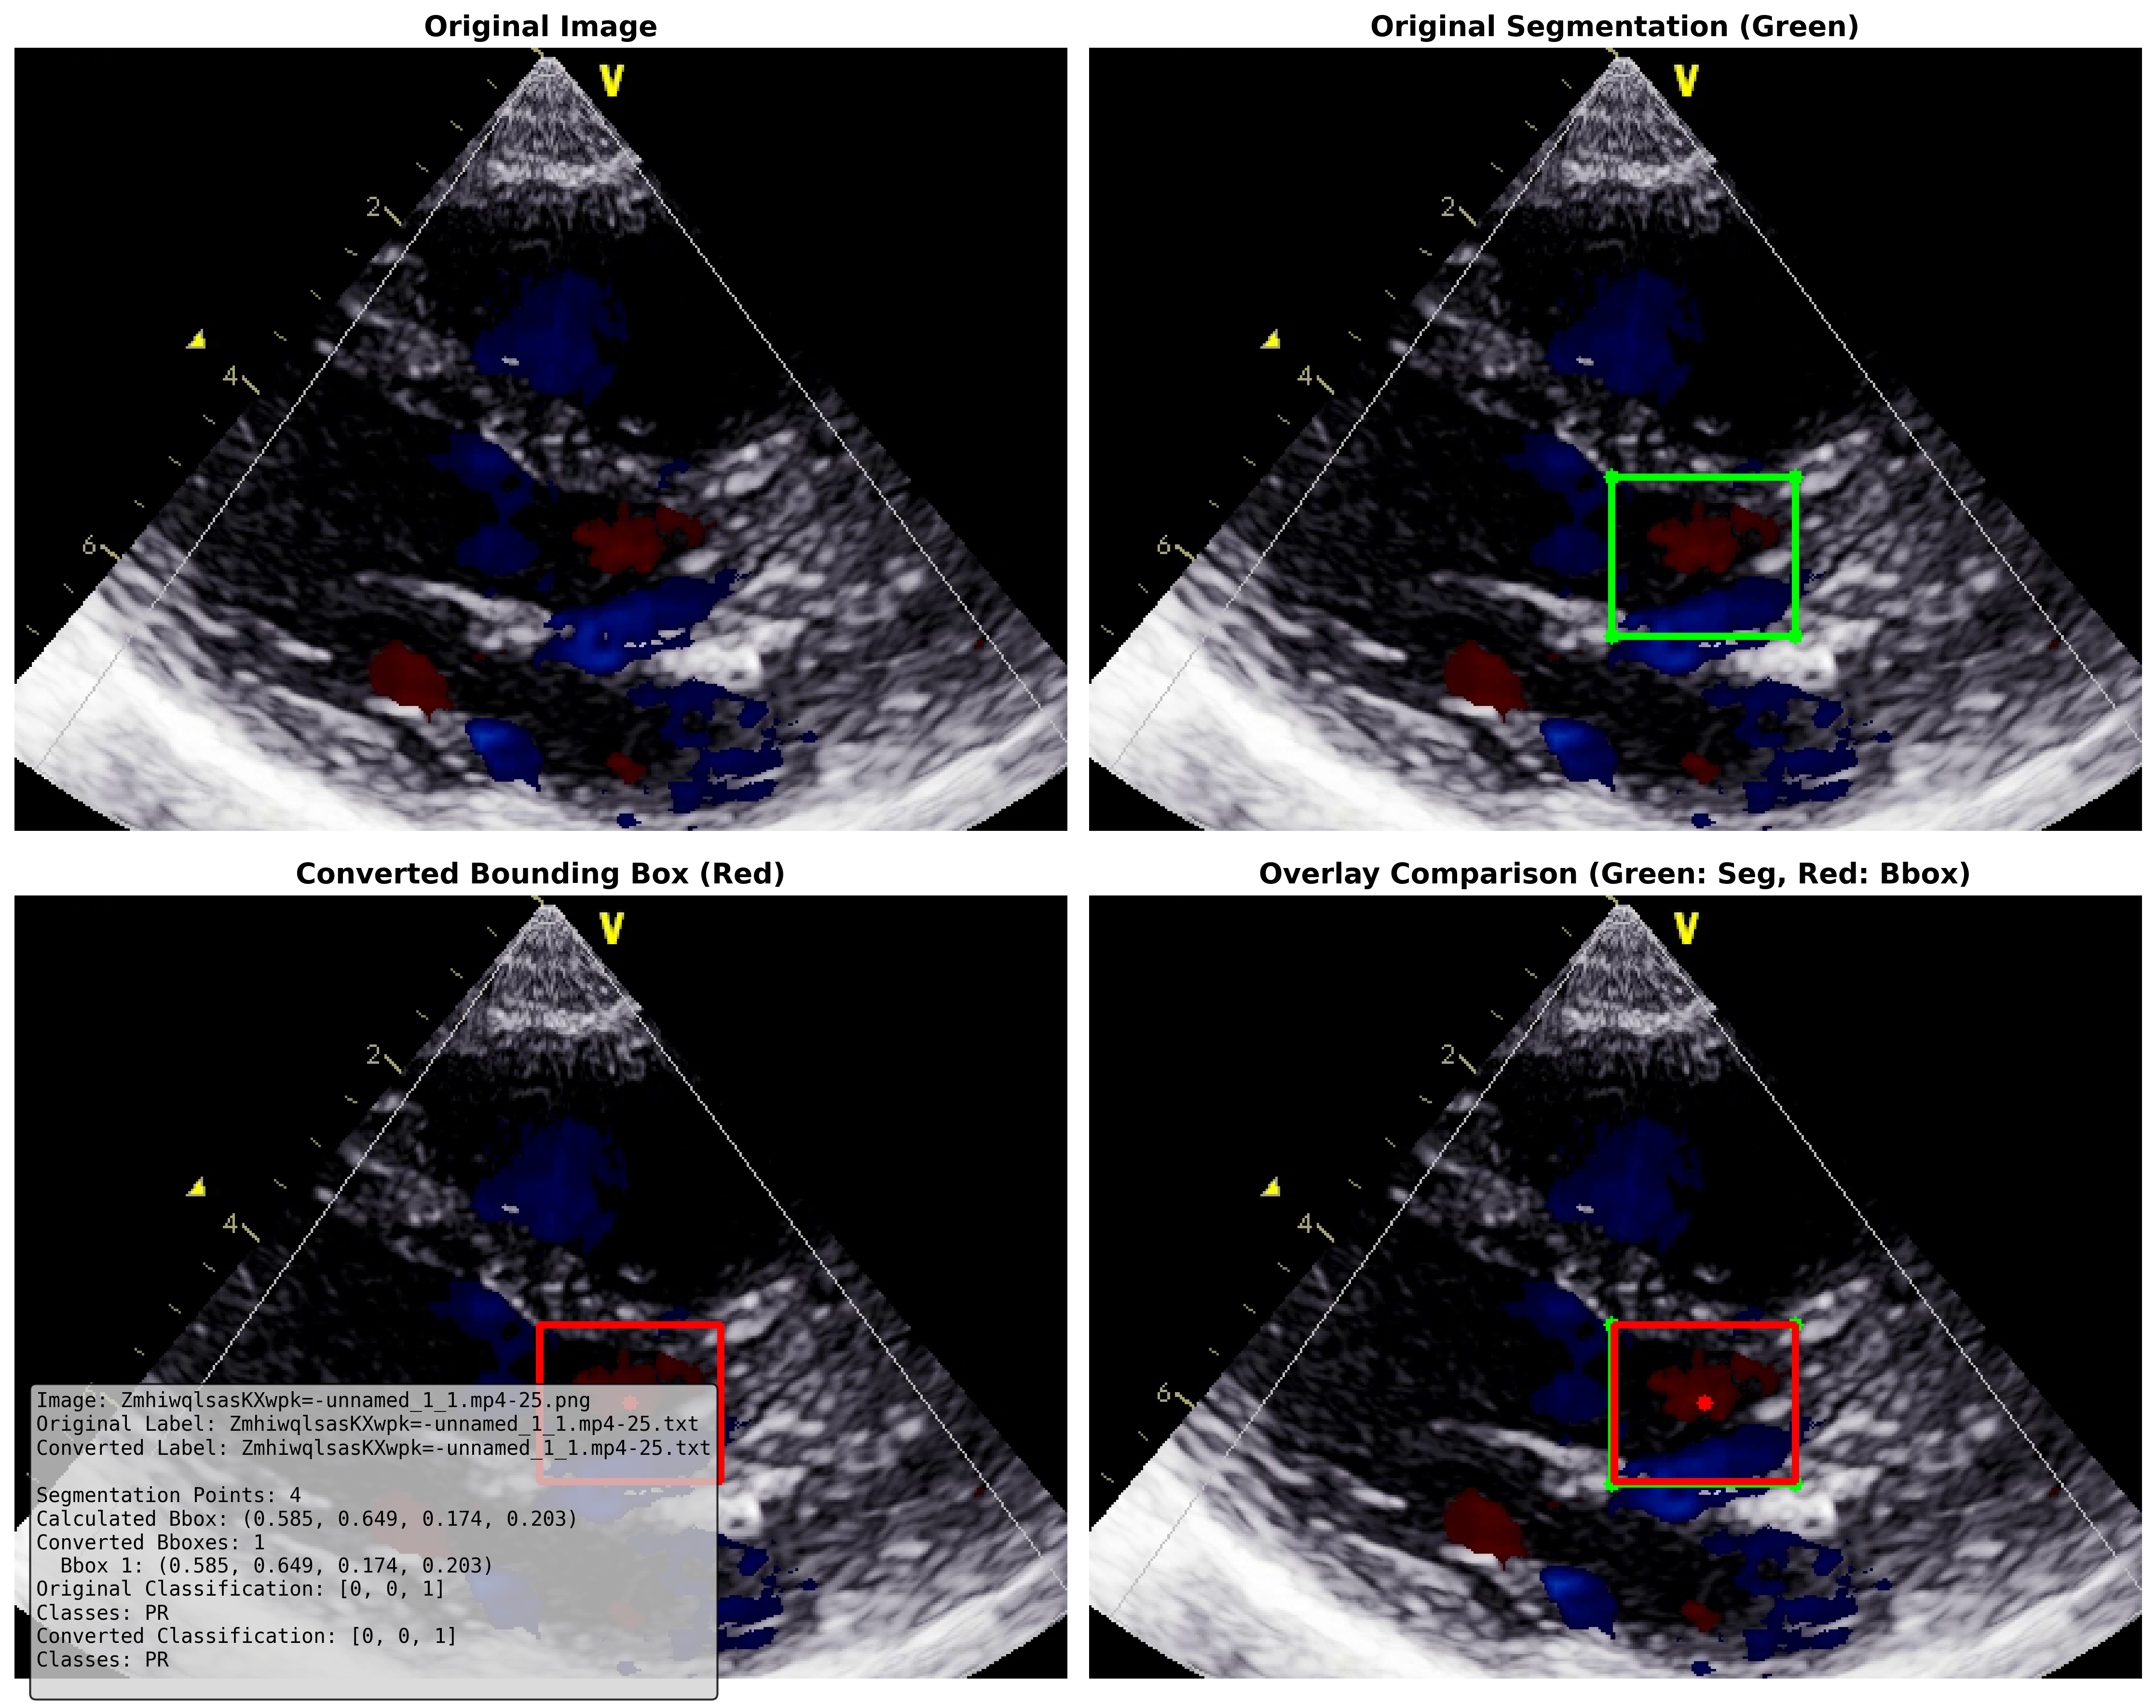 Original Image
Original Segmentation (Green)
V
2
4
6
V
2
4
6
Converted Bounding Box (Red)
Overlay Comparison (Green: Seg, Red: Bbox)
V
2
4
V
2
4
6
Image: ZmhiwqlsasKXwpk=-unnamed_1_1.mp4-25.png
Original Label: ZmhiwqlsasKXwpk=-unnamed_1_1.mp4-25.txt
Converted Label: ZmhiwqlsasKXwpk=-unnamed_1_1.mp4-25.txt
Segmentation Points: 4
Calculated Bbox: (0.585, 0.649, 0.174, 0.203)
Converted Bboxes: 1
Bbox 1: (0.585, 0.649, 0.174, 0.203)
Original Classification: [0, 0, 1]
Classes: PR
Converted Classification: [0, 0, 1]
Classes: PR